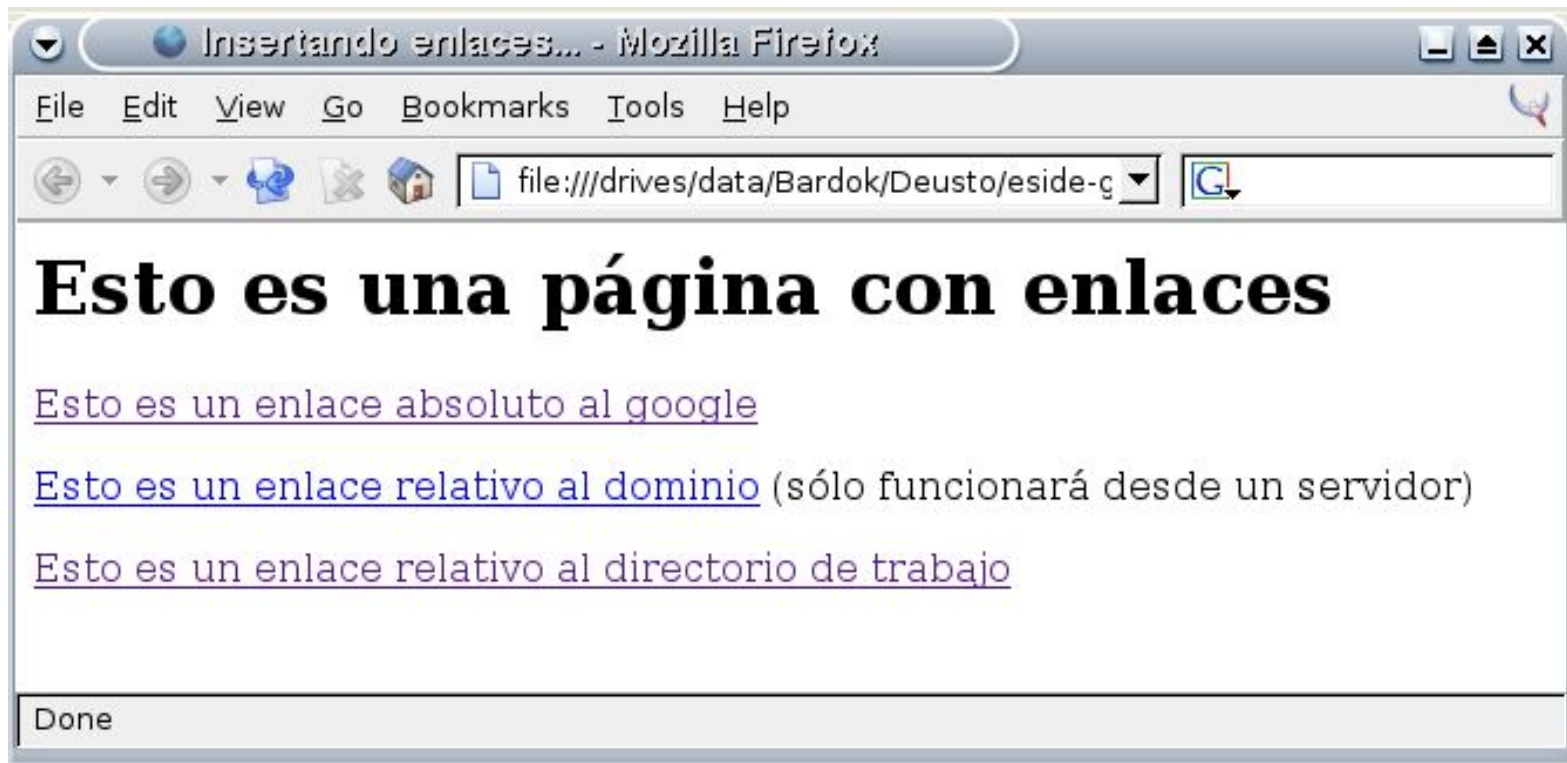 Insertando enlaces... - Mozilla Firefox
File Edit View Go Bookmarks Tools Help
file:///drives/data/Bardok/Deusto/eside-g G
Esto es una página con enlaces
Esto es un enlace absoluto al google
Esto es un enlace relativo al dominio (sólo funcionará desde un servidor)
Esto es un enlace relativo al directorio de trabajo
Done